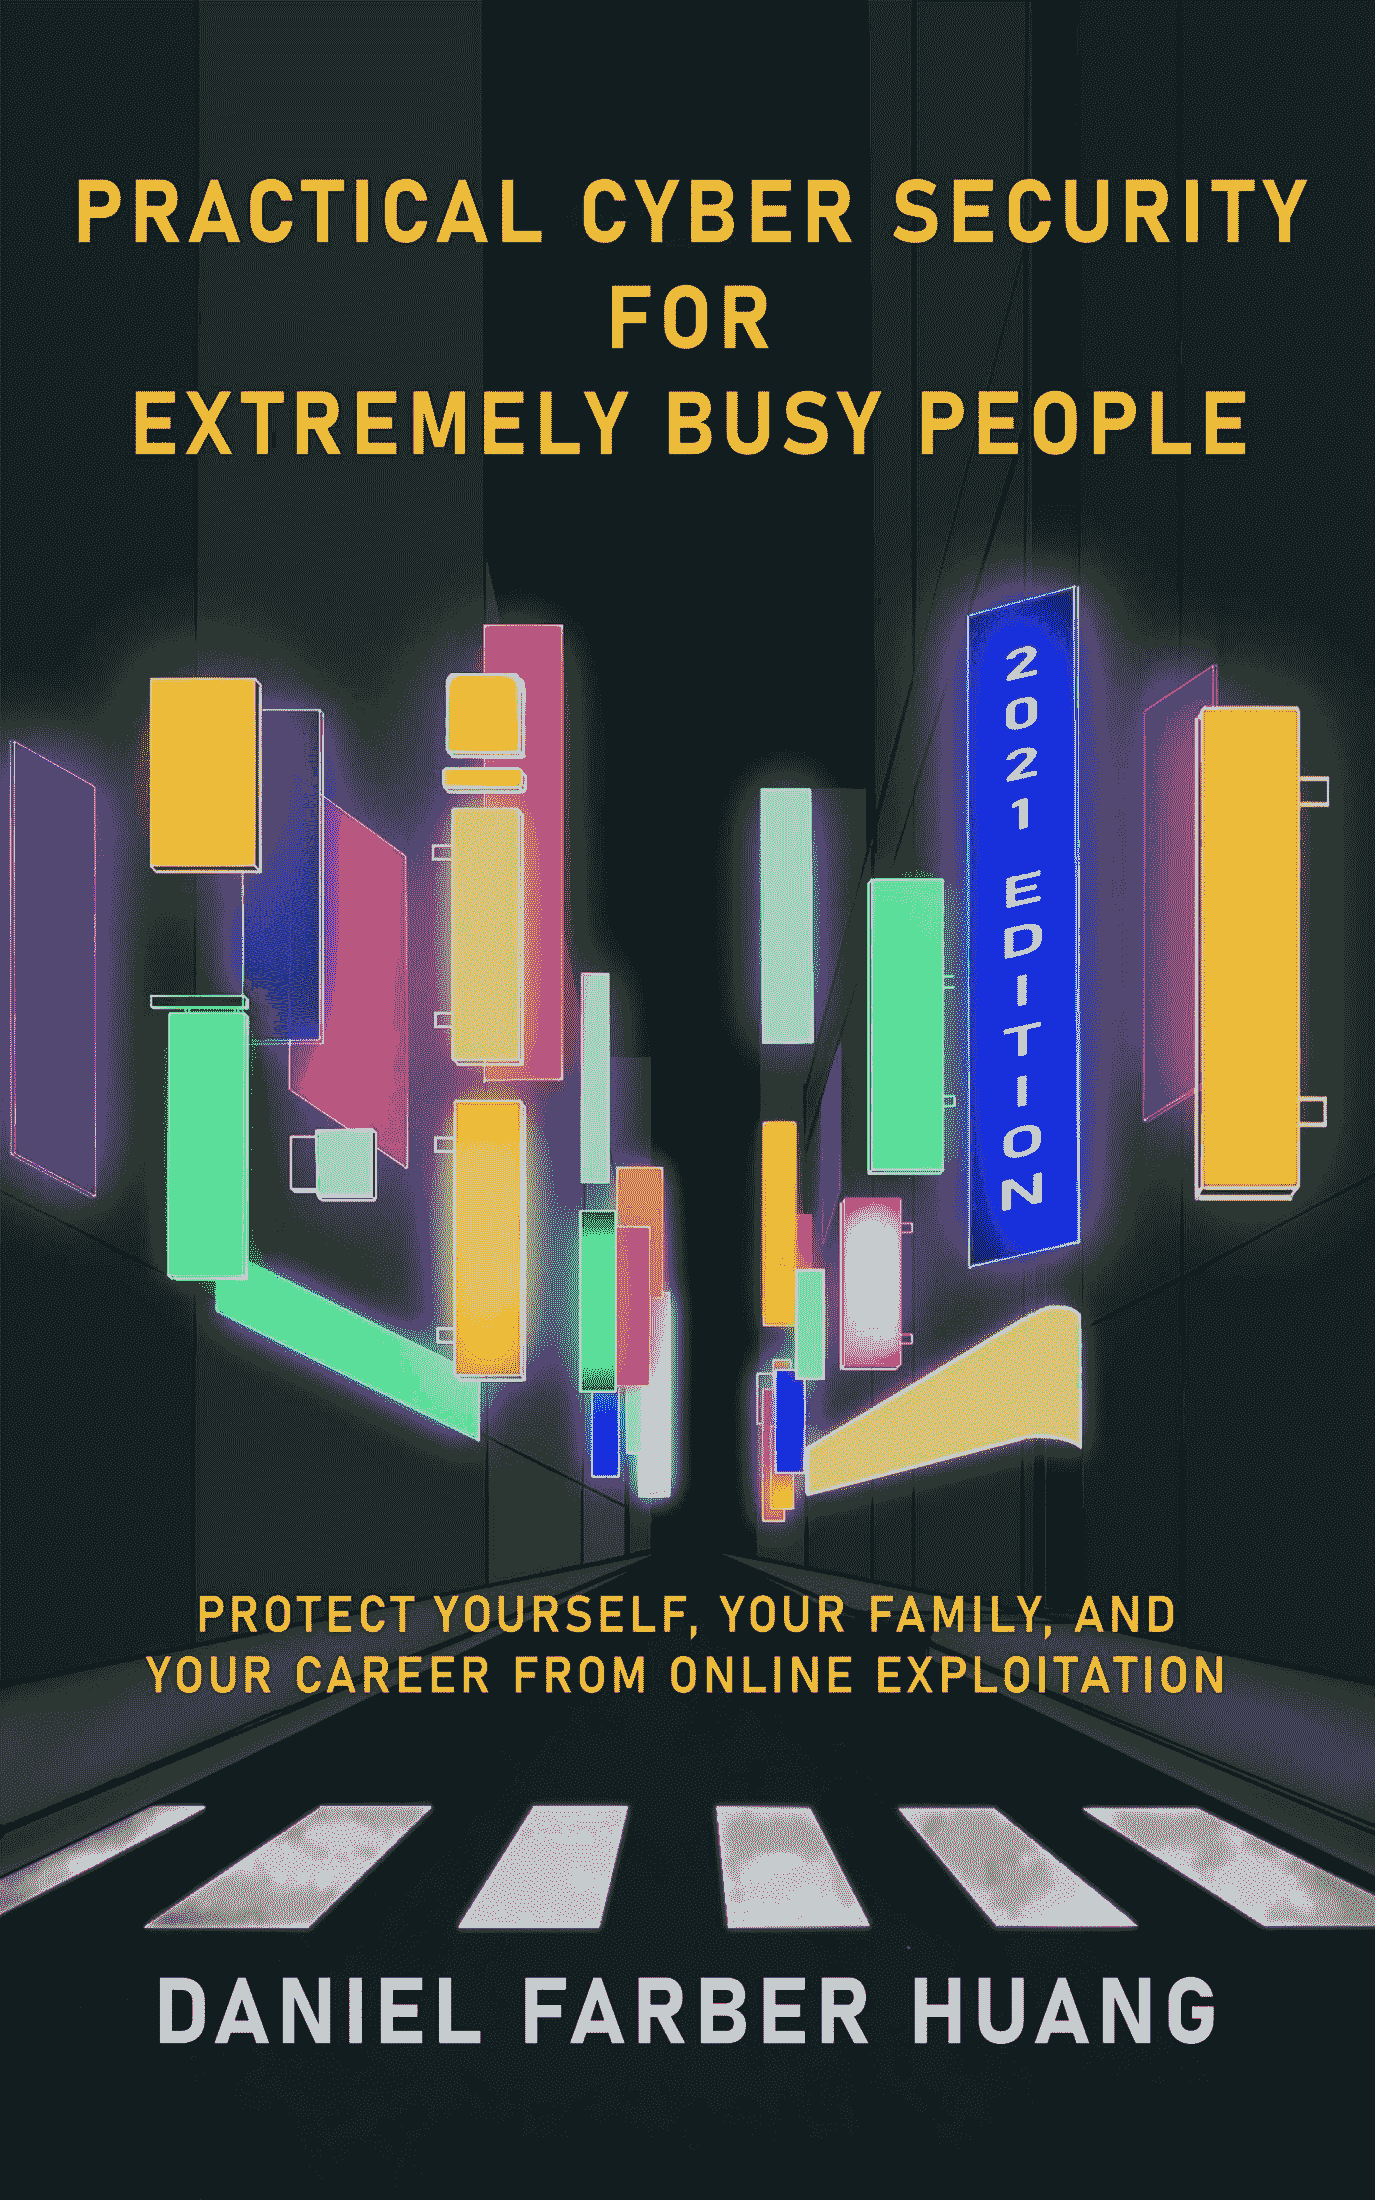 PRACTICAL CYBER SECURITY
FOR
EXTREMELY BUSY PEOPLE
2021 EDITION
PROTECT YOURSELF, YOUR FAMILY, AND
YOUR CAREER FROM ONLINE EXPLOITATION
DANIEL FARBER HUANG